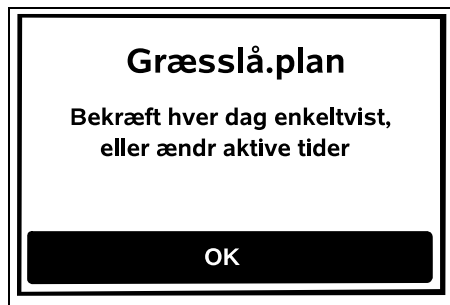 Græsslå.plan
Bekræft hver dag enkeltvist,
eller ændr aktive tider
OK